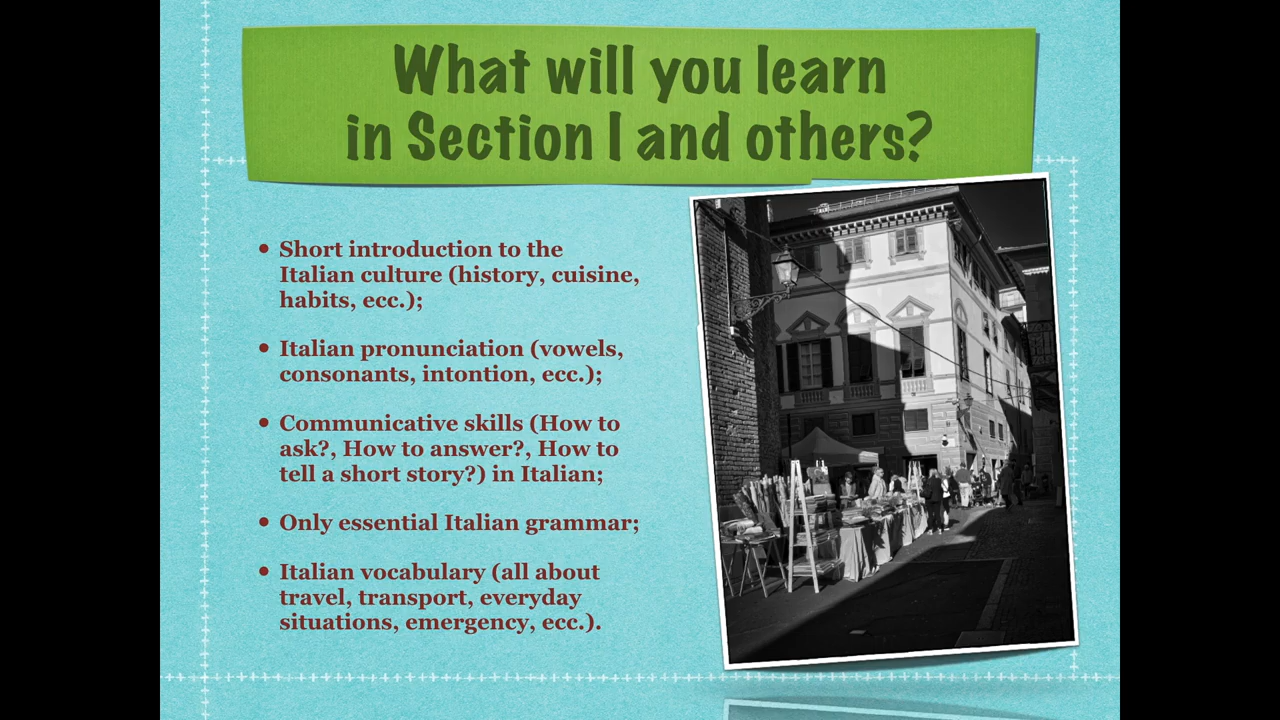 What will you learn
in Section I and others?
• Short introduction to the
Italian culture (history, cuisine,
habits, ecc.);
• Italian pronunciation (vowels,
consonants, intontion, ecc.);
• Communicative skills (How to
ask?, How to answer?, How to
tell a short story?) in Italian;
• Only essential Italian grammar;
• Italian vocabulary (all about
travel, transport, everyday
situations, emergency, ecc.).